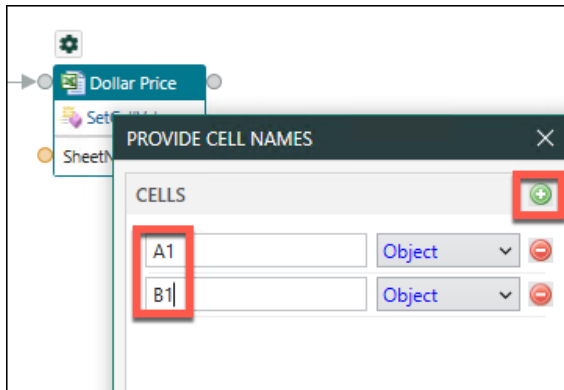 Dollar Price
PROVIDE CELL NAMES
CELLS
A1 Object
B1 Object